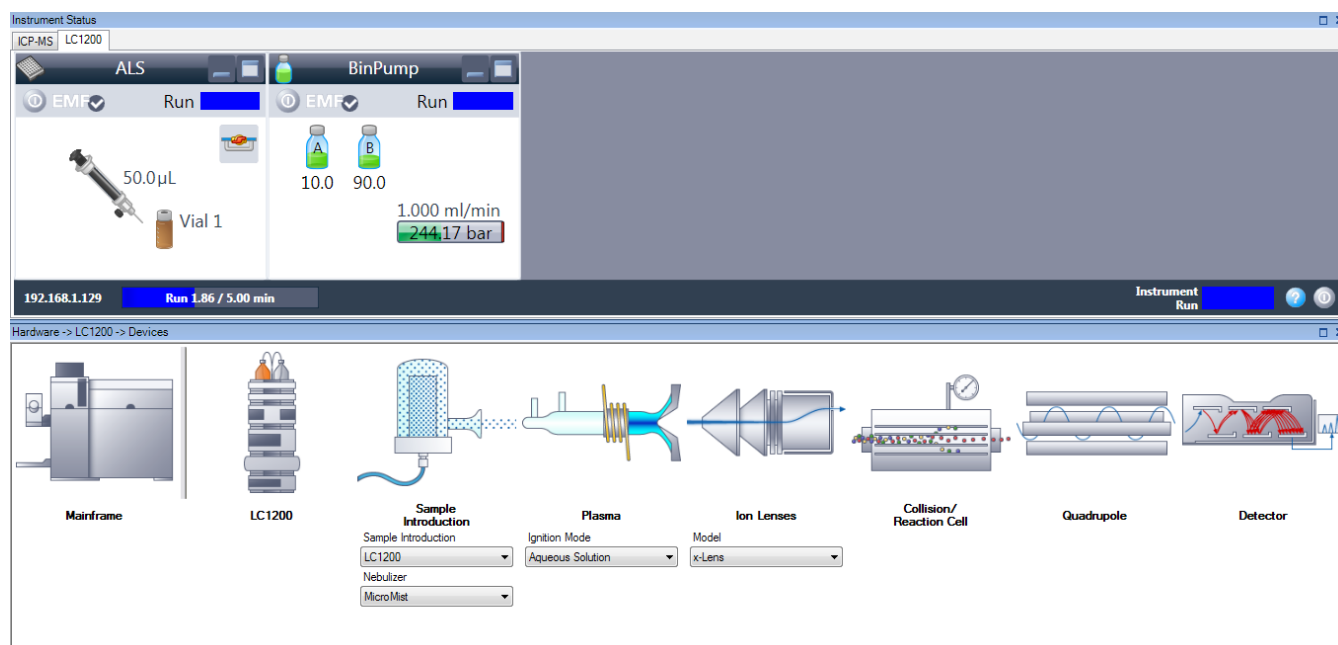 Instrument Status
ICP-MS LC1200
ALS
EMF Run
50.0µL
Vial 1
BinPump
EMF Run
A B
10.0 90.0
1.000 ml/min
244.17 bar
192.168.1.129 Run 1.86 / 5.00 min
Instrument
Run
?
Hardware -> LC1200 -> Devices
Mainframe
LC1200
Sample
Introduction
Plasma
Ion Lenses
Collision/
Reaction Cell
Quadrupole
Detector
Sample Introduction
LC1200
Nebulizer
MicroMist
Ignition Mode
Aqueous Solution
Model
x-Lens